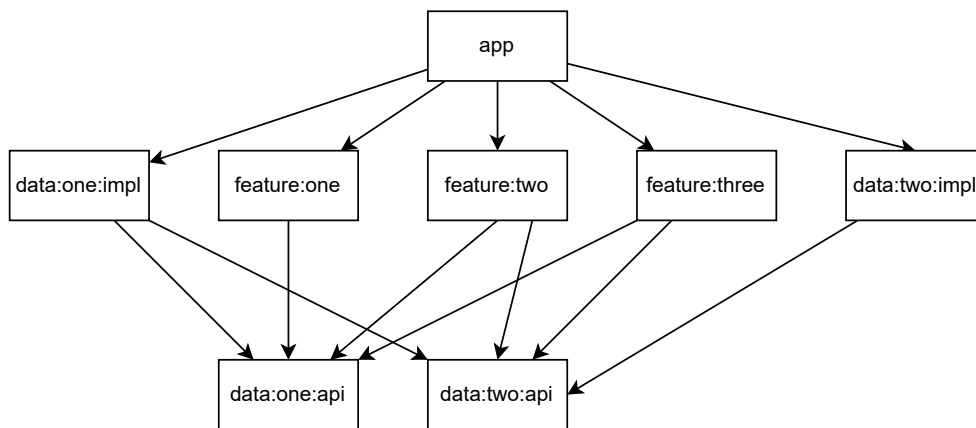 app
data:one:impl
feature:one
feature:two
feature:three
data:two:impl
data:one:api
data:two:api